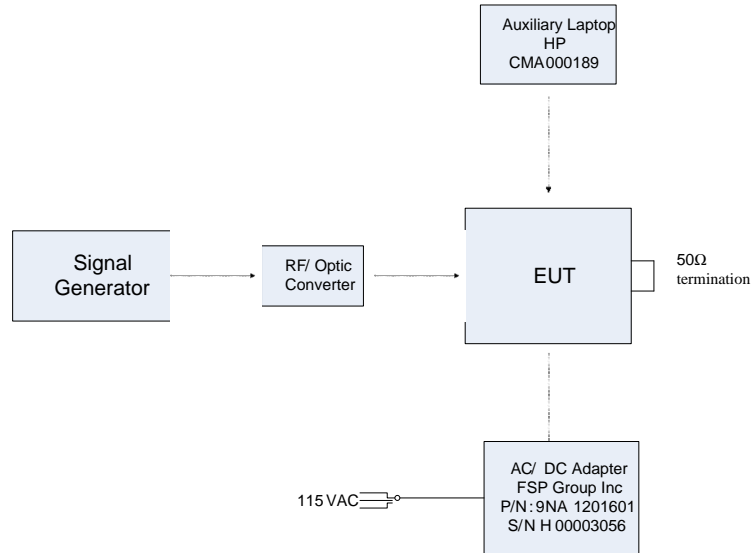 Auxiliary Laptop
HP
CMA000189
Signal
Generator
RF/ Optic
Converter
EUT
50Ω
termination
115 VAC
AC/ DC Adapter
FSP Group Inc
P/N: 9NA 1201601
S/N H 00003056